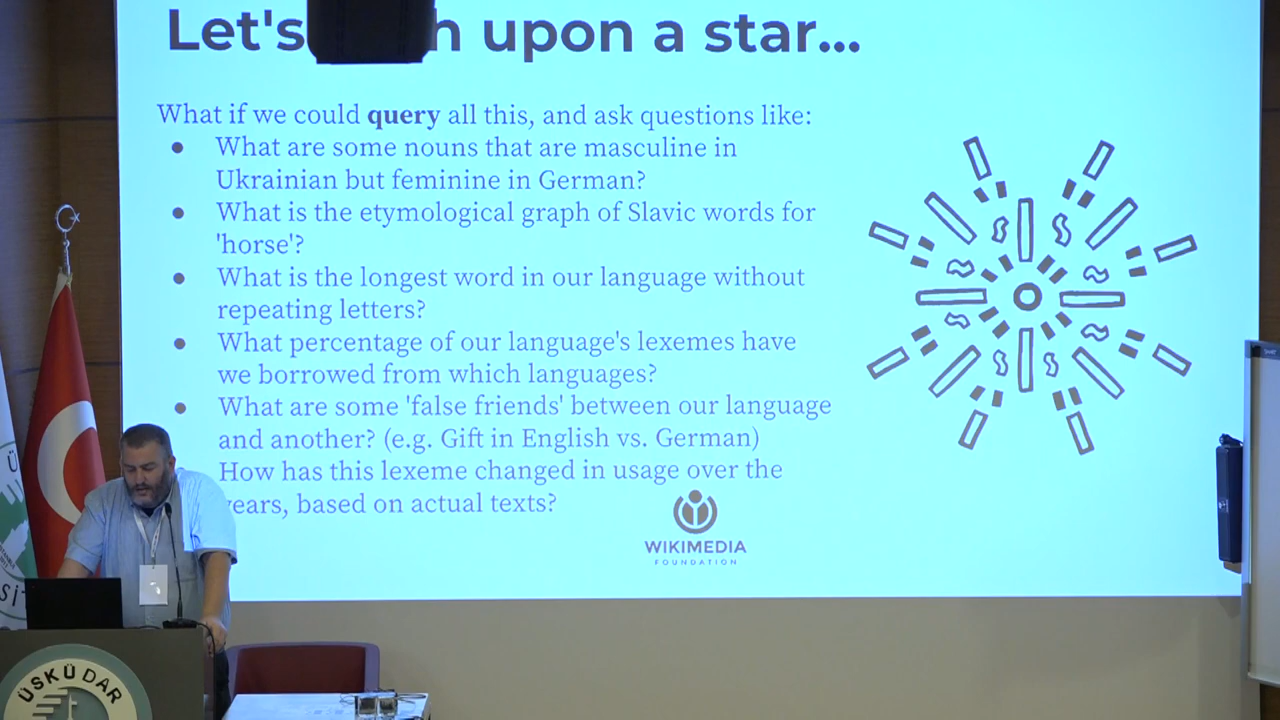 Let's h upon a star...
What if we could query all this, and ask questions like:
• What are some nouns that are masculine in
Ukrainian but feminine in German?
• What is the etymological graph of Slavic words for
'horse'?
• What is the longest word in our language without
repeating letters?
• What percentage of our language's lexemes have
we borrowed from which languages?
• What are some 'false friends' between our language
and another? (e.g. Gift in English vs. German)
How has this lexeme changed in usage over the
years, based on actual texts?
WIKIMEDIA
FOUNDATION
ÜSKÜDAR